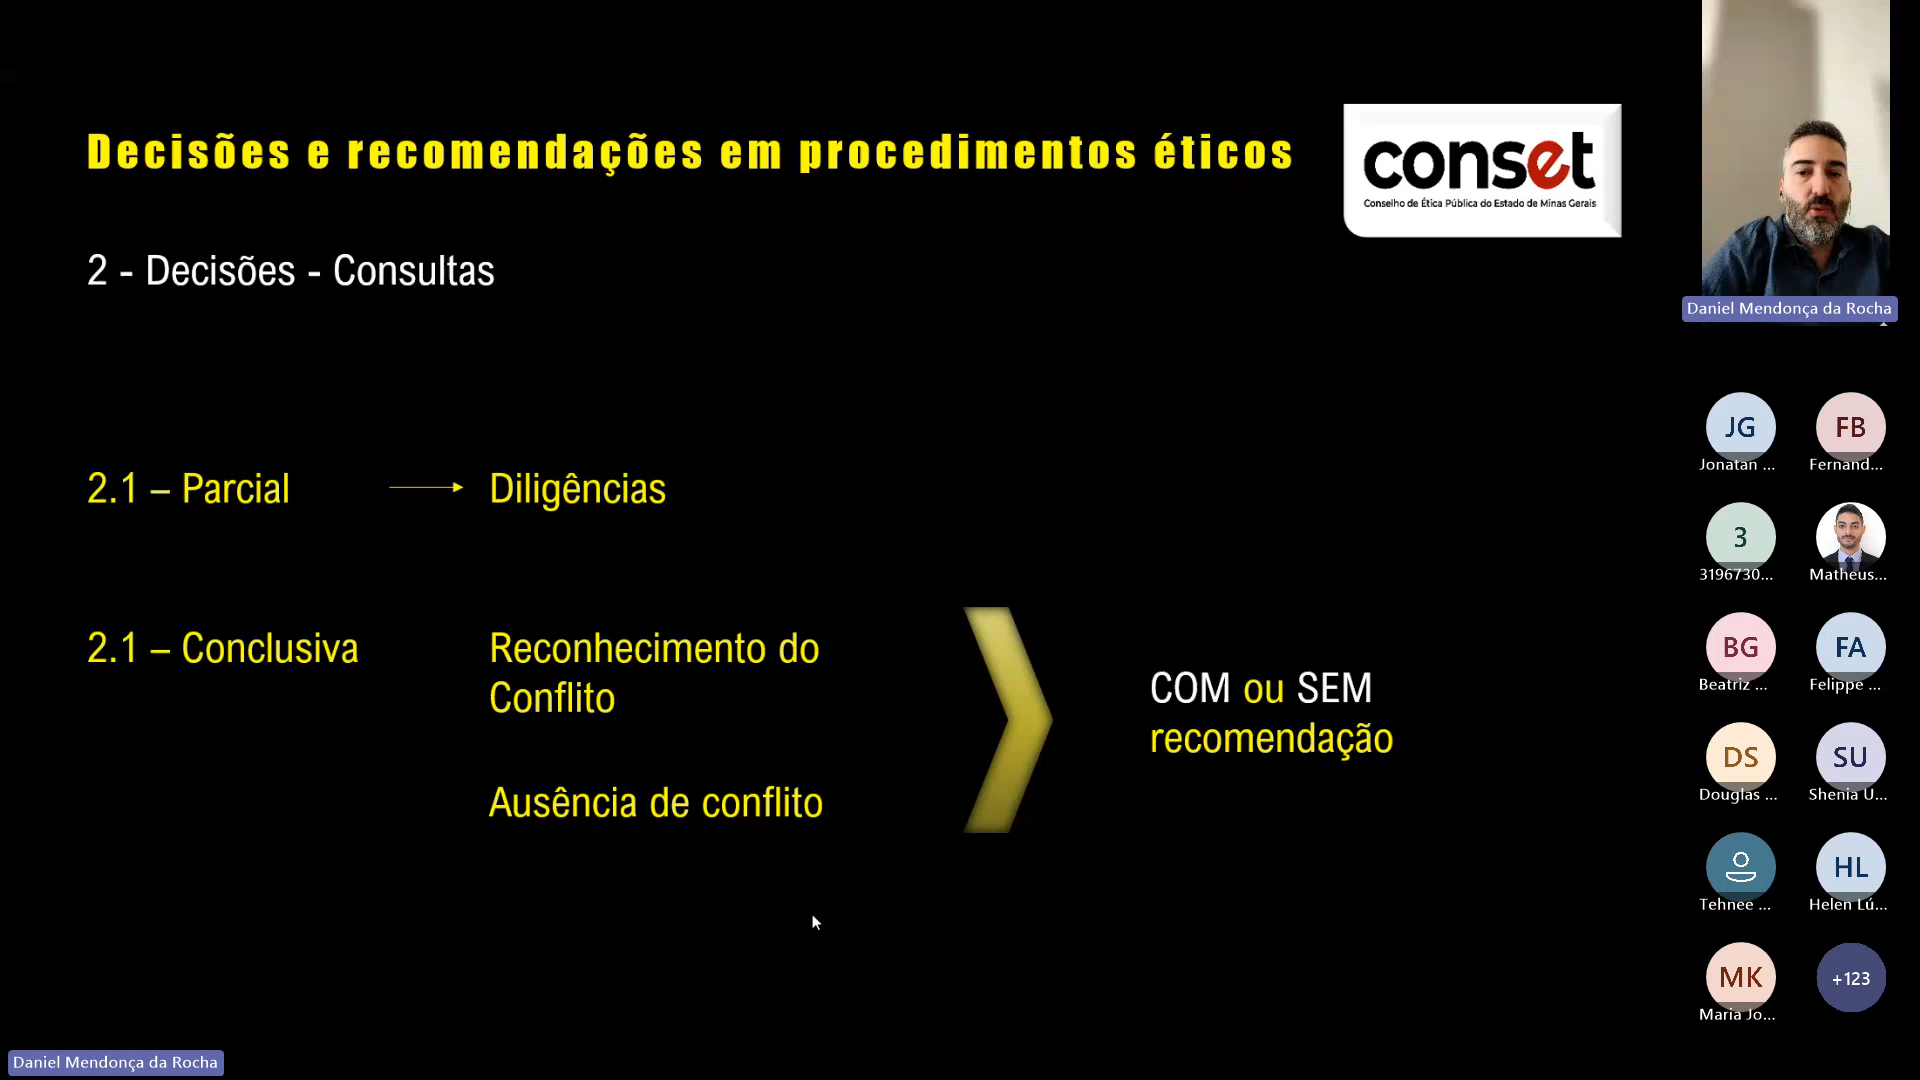 Decisões e recomendações em procedimentos éticos
conset
Conselho de Ética Pública do Estado de Minas Gerais
2 - Decisões - Consultas
2.1 – Parcial
Diligências
2.1 – Conclusiva
Reconhecimento do
Conflito
Ausência de conflito
COM ou SEM
recomendação
Daniel Mendonça da Rocha
JG
Jonatan ...
FB
Fernand...
3
3196730...
Matheus...
BG
Beatriz ...
FA
Felippe ...
DS
Douglas ...
SU
Shenia U...
Tehnee ...
HL
Helen Lú...
MK
Maria Jo...
+123
Daniel Mendonça da Rocha